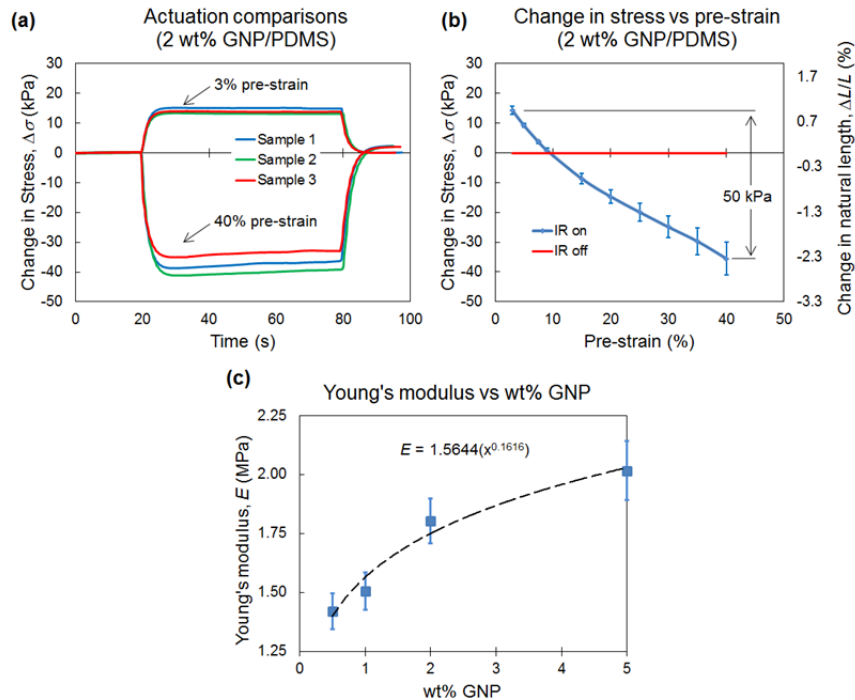 (a)
Actuation comparisons
(2 wt% GNP/PDMS)
Change in Stress, Δσ (kPa)
30
20
10
0
-10
-20
-30
-40
-50
3% pre-strain
Sample 1
Sample 2
Sample 3
40% pre-strain
0 20 40 60 80 100
Time (s)
(b)
Change in stress vs pre-strain
(2 wt% GNP/PDMS)
Change in Stress, Δσ (kPa)
30
20
10
0
-10
-20
-30
-40
-50
50 kPa
IR on
IR off
0 10 20 30 40 50
Pre-strain (%)
1.7
0.7
-0.3
-1.3
-2.3
-3.3
Change in natural length, ΔL/L (%)
(c)
Young's modulus vs wt% GNP
Young's modulus, E (MPa)
2.25
2.00
1.75
1.50
1.25
E = 1.5644(x^0.1616)
0 1 2 3 4 5
wt% GNP